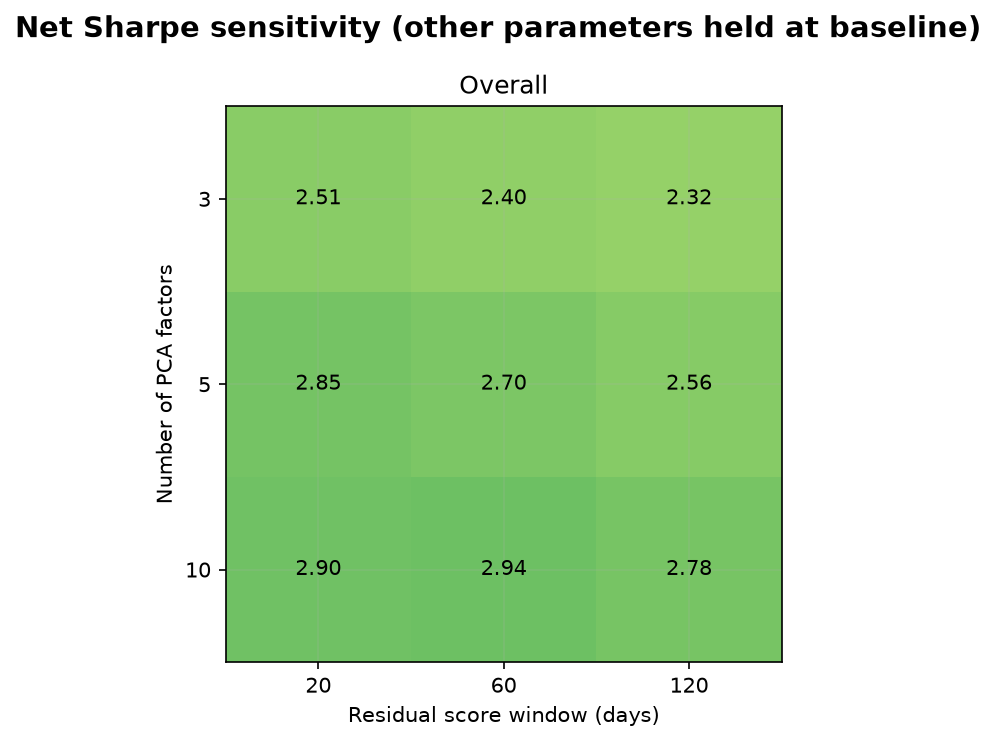 Net Sharpe sensitivity (other parameters held at baseline)
Overall
Number of PCA factors
3
2.51 2.40 2.32
5
2.85 2.70 2.56
10
2.90 2.94 2.78
20 60 120
Residual score window (days)